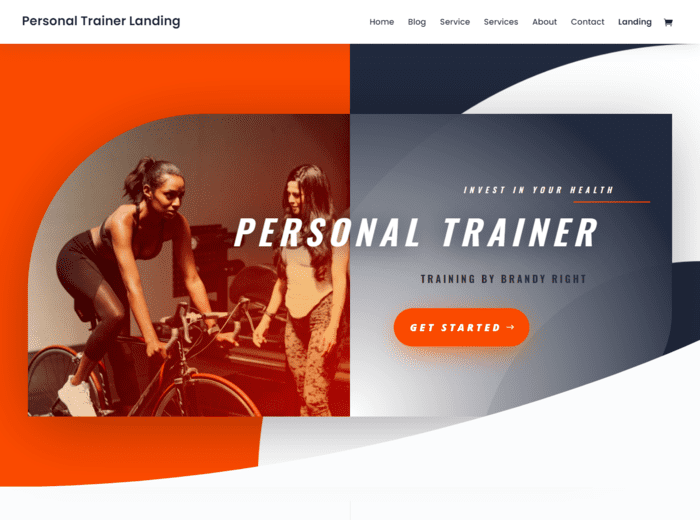 Personal Trainer Landing
Home Blog Service Services About Contact Landing
INVEST IN YOUR HEALTH
PERSONAL TRAINER
TRAINING BY BRANDY RIGHT
GET STARTED →